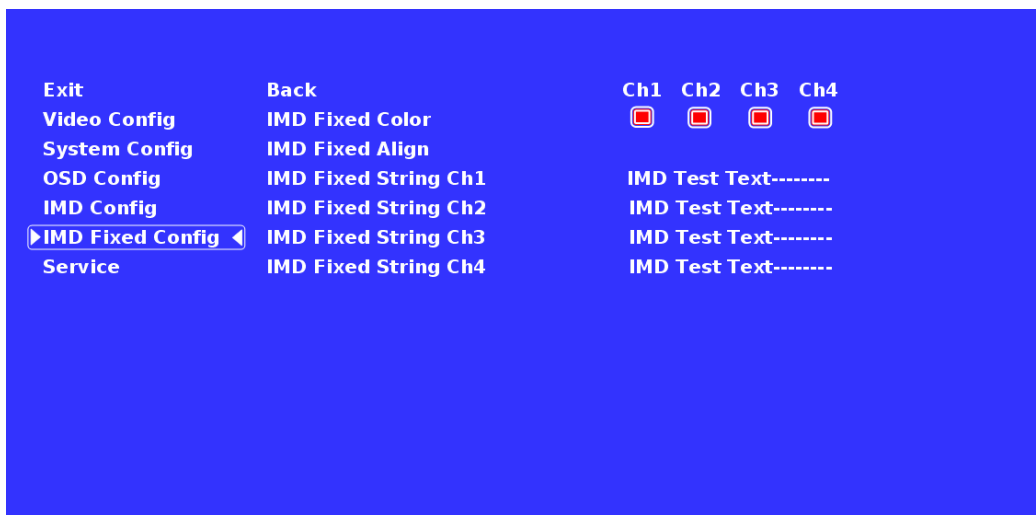 Exit Back Ch1 Ch2 Ch3 Ch4
Video Config IMD Fixed Color
System Config IMD Fixed Align
OSD Config IMD Fixed String Ch1 IMD Test Text--------
IMD Config IMD Fixed String Ch2 IMD Test Text--------
IMD Fixed Config IMD Fixed String Ch3 IMD Test Text--------
Service IMD Fixed String Ch4 IMD Test Text--------